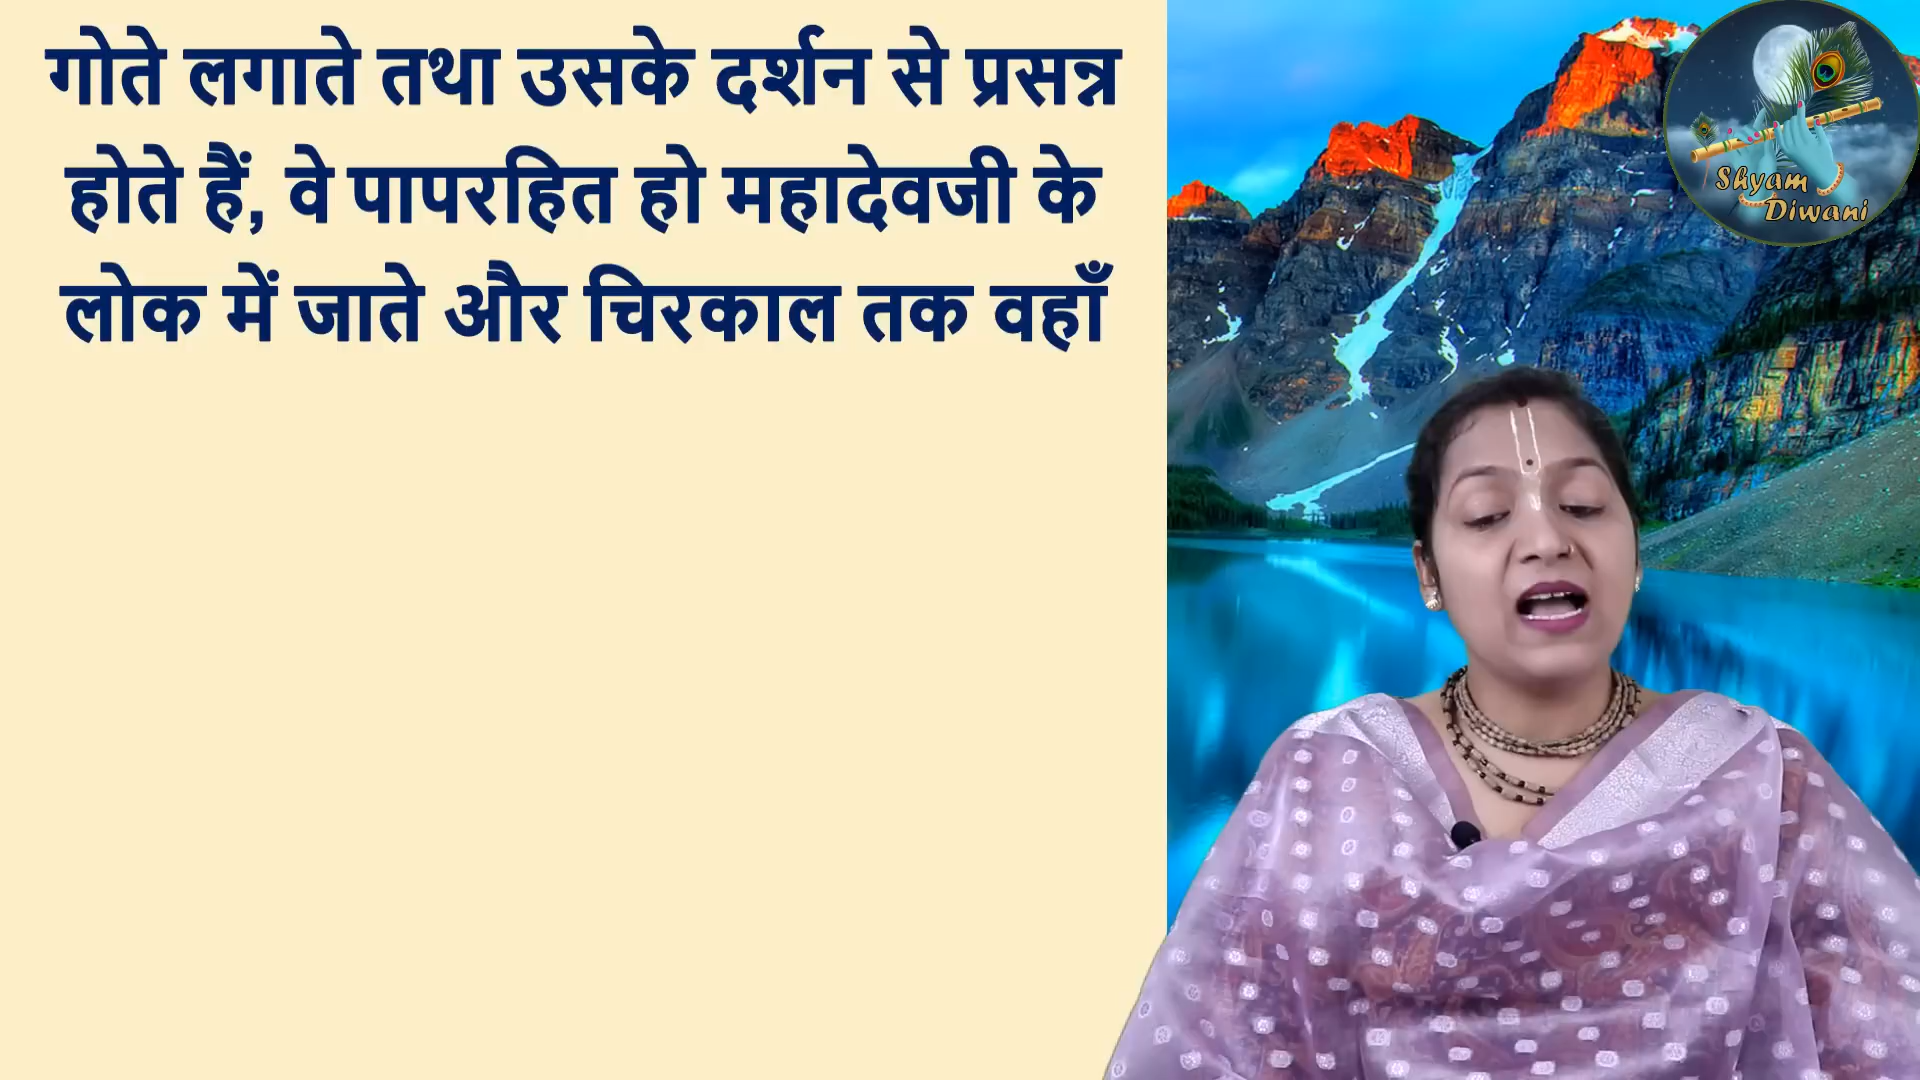 गोते लगाते तथा उसके दर्शन से प्रसन्न
होते हैं, वे पापरहित हो महादेवजी के
लोक में जाते और चिरकाल तक वहाँ
Shyam
Diwani